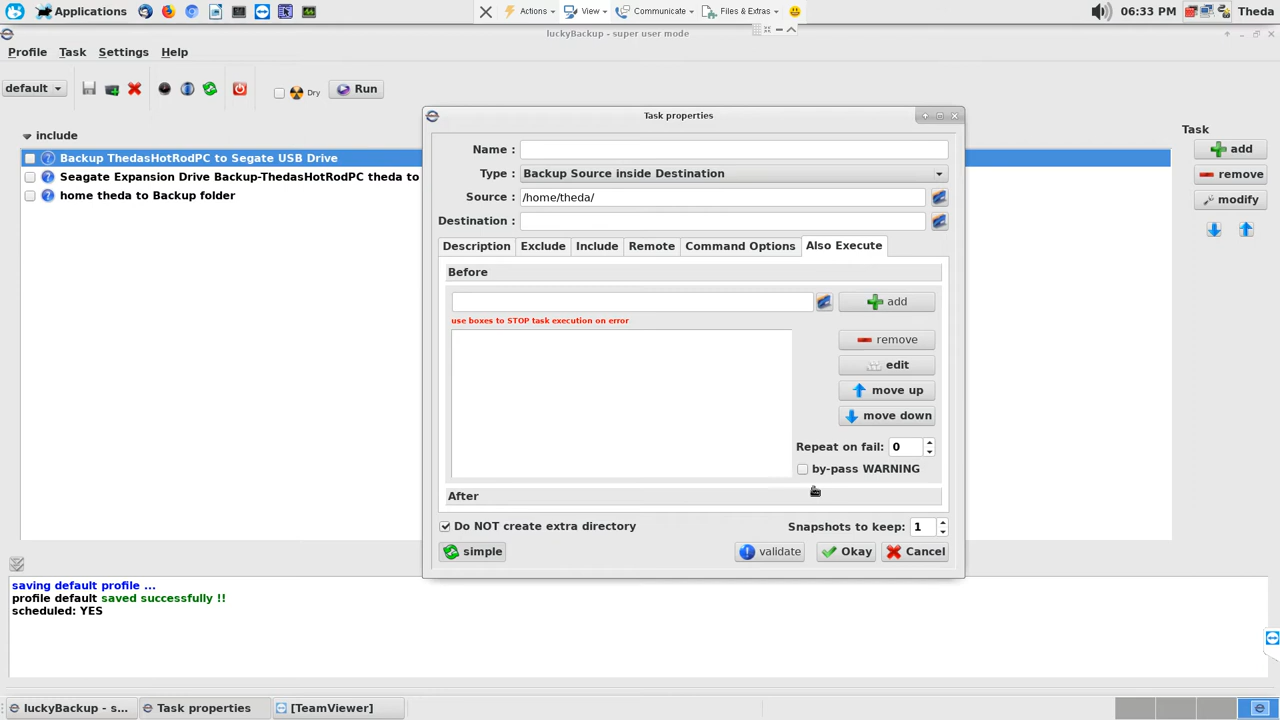 Applications
Actions
View
Communicate
Files & Extras
06:33 PM
Theda
luckyBackup - super user mode
Profile
Task
Settings
Help
default
Dry
Run
include
Backup ThedasHotRodPC to Segate USB Drive
Seagate Expansion Drive Backup-ThedasHotRodPC theda to
home theda to Backup folder
Task
add
remove
modify
Task properties
Name :
Type :
Backup Source inside Destination
Source :
/home/theda/
Destination :
Description
Exclude
Include
Remote
Command Options
Also Execute
Before
add
use boxes to STOP task execution on error
remove
edit
move up
move down
Repeat on fail:
0
by-pass WARNING
After
Do NOT create extra directory
Snapshots to keep:
1
simple
validate
Okay
Cancel
saving default profile ...
profile default saved successfully !!
scheduled: YES
luckyBackup - s...
Task properties
[TeamViewer]